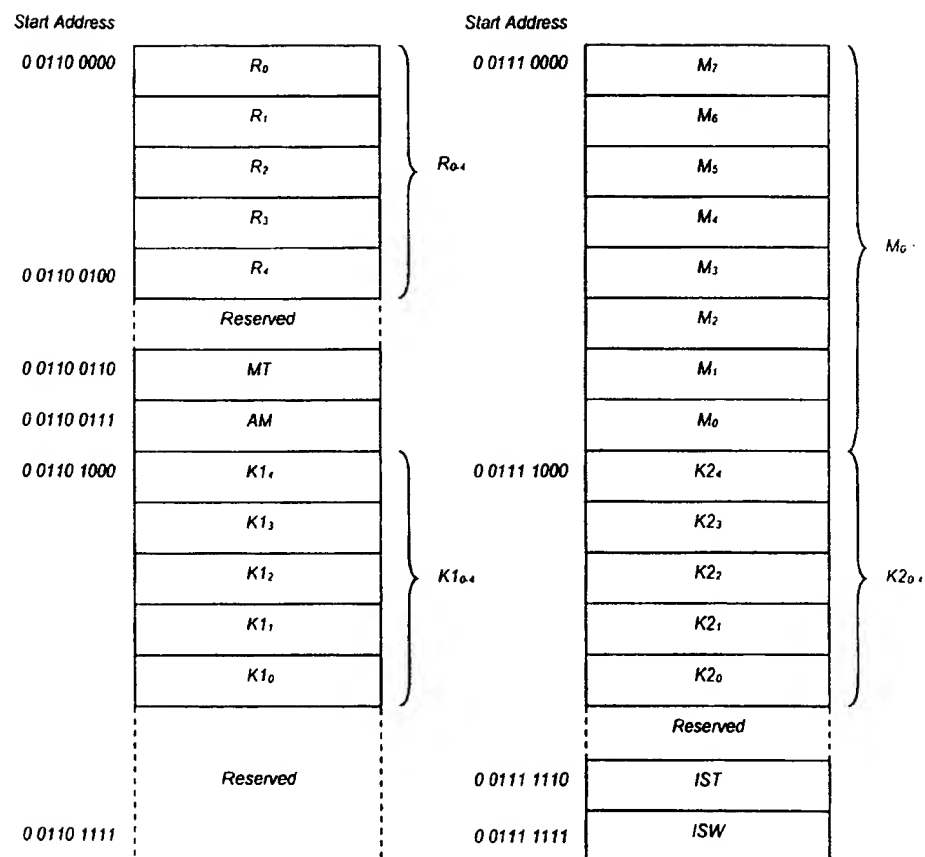 Start Address
0 0110 0000
R₀
R₁
R₂
R₃
0 0110 0100
R₄
R₀₋₄
Reserved
0 0110 0110
MT
0 0110 0111
AM
0 0110 1000
K1₄
K1₃
K1₂
K1₁
K1₀
K1₀₋₄
Reserved
0 0110 1111
Start Address
0 0111 0000
M₇
M₆
M₅
M₄
M₃
M₂
M₁
M₀
0 0111 1000
K2₄
K2₃
K2₂
K2₁
K2₀
K2₀₋₄
Reserved
0 0111 1110
IST
0 0111 1111
ISW